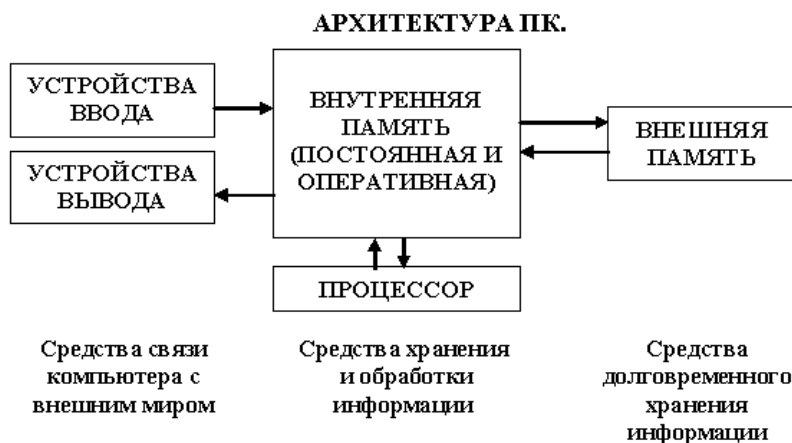 АРХИТЕКТУРА ПК.
УСТРОЙСТВА
ВВОДА
УСТРОЙСТВА
ВЫВОДА
ВНУТРЕННЯЯ
ПАМЯТЬ
(ПОСТОЯННАЯ И
ОПЕРАТИВНАЯ)
ВНЕШНЯЯ
ПАМЯТЬ
ПРОЦЕССОР
Средства связи
компьютера с
внешним миром
Средства хранения
и обработки
информации
Средства
долговременного
хранения
информации